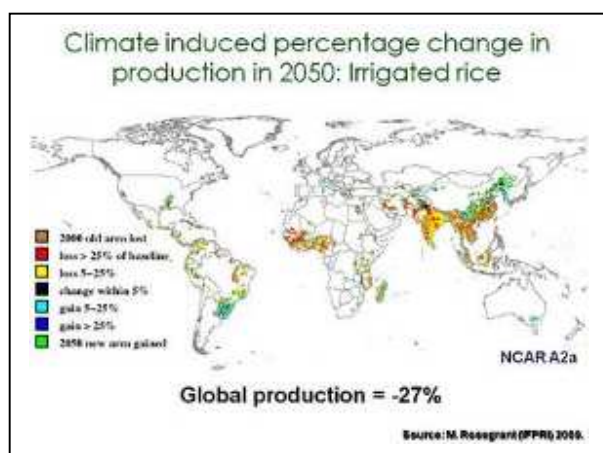 Climate induced percentage change in
production in 2050: Irrigated rice
2000 old area lost
loss > 25% of baseline
loss 5-25%
change within 5%
gain 5-25%
gain > 25%
2050 new area gained
NCAR A2a
Global production = -27%
Source: M. Rosegrant (IFPRI) 2009.